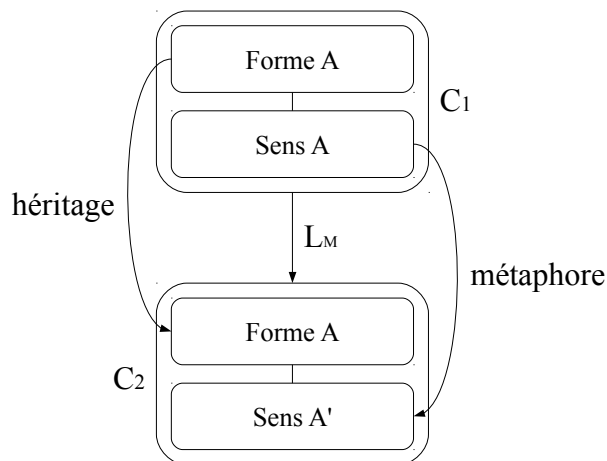 Forme A
C1
Sens A
héritage
LM
métaphore
Forme A
C2
Sens A'